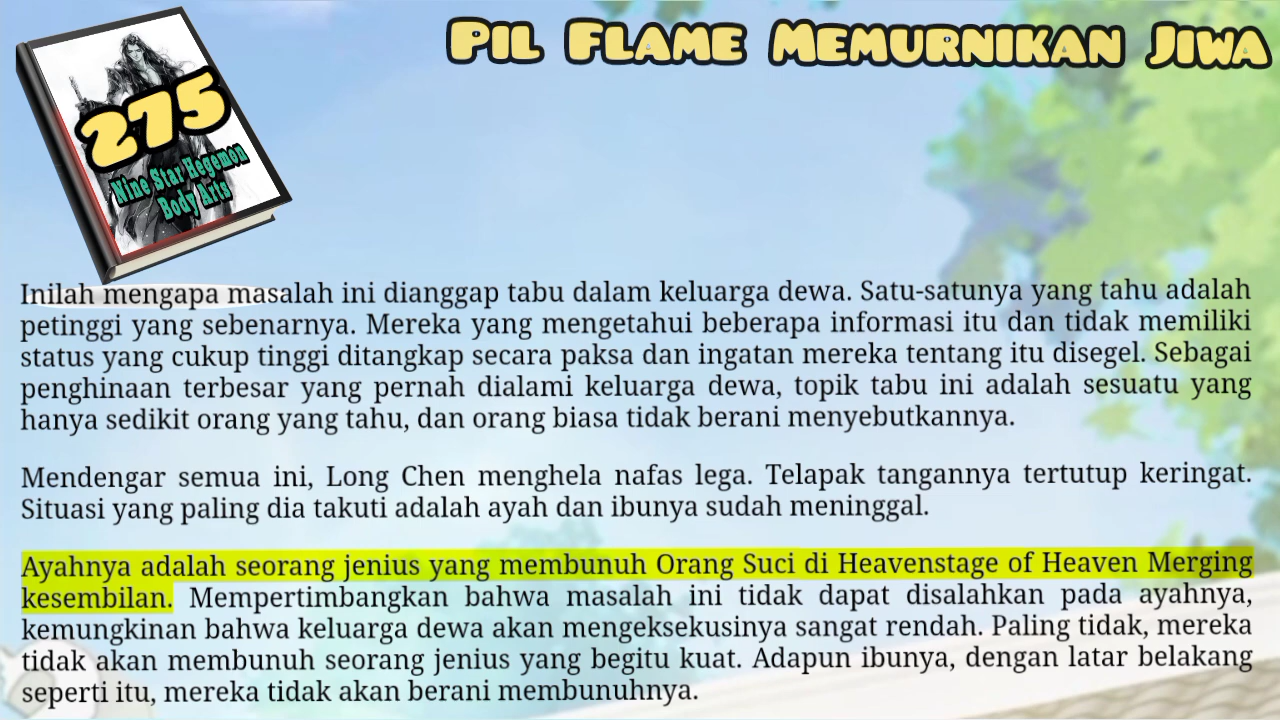 Pil Flame Memurnikan Jiwa
275
Nine Star Hegemon
Body Arts
Inilah mengapa masalah ini dianggap tabu dalam keluarga dewa. Satu-satunya yang tahu adalah
petinggi yang sebenarnya. Mereka yang mengetahui beberapa informasi itu dan tidak memiliki
status yang cukup tinggi ditangkap secara paksa dan ingatan mereka tentang itu disegel. Sebagai
penghinaan terbesar yang pernah dialami keluarga dewa, topik tabu ini adalah sesuatu yang
hanya sedikit orang yang tahu, dan orang biasa tidak berani menyebutkannya.
Mendengar semua ini, Long Chen menghela nafas lega. Telapak tangannya tertutup keringat.
Situasi yang paling dia takuti adalah ayah dan ibunya sudah meninggal.
Ayahnya adalah seorang jenius yang membunuh Orang Suci di Heavenstage of Heaven Merging
kesembilan. Mempertimbangkan bahwa masalah ini tidak dapat disalahkan pada ayahnya,
kemungkinan bahwa keluarga dewa akan mengeksekusinya sangat rendah. Paling tidak, mereka
tidak akan membunuh seorang jenius yang begitu kuat. Adapun ibunya, dengan latar belakang
seperti itu, mereka tidak akan berani membunuhnya.